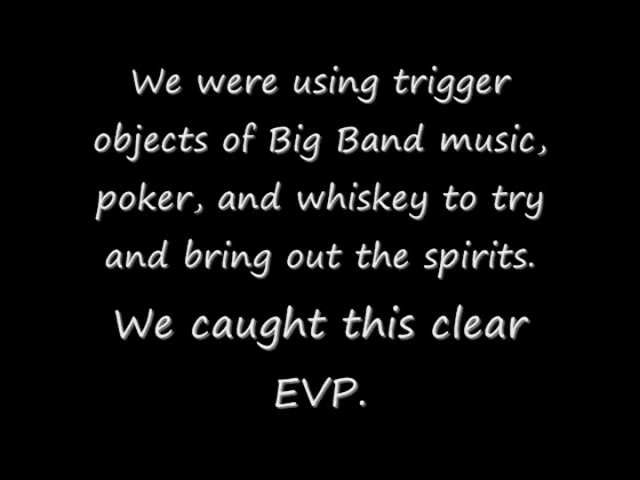 We were using trigger
objects of Big Band music,
poker, and whiskey to try
and bring out the spirits.
We caught this clear
EVP.